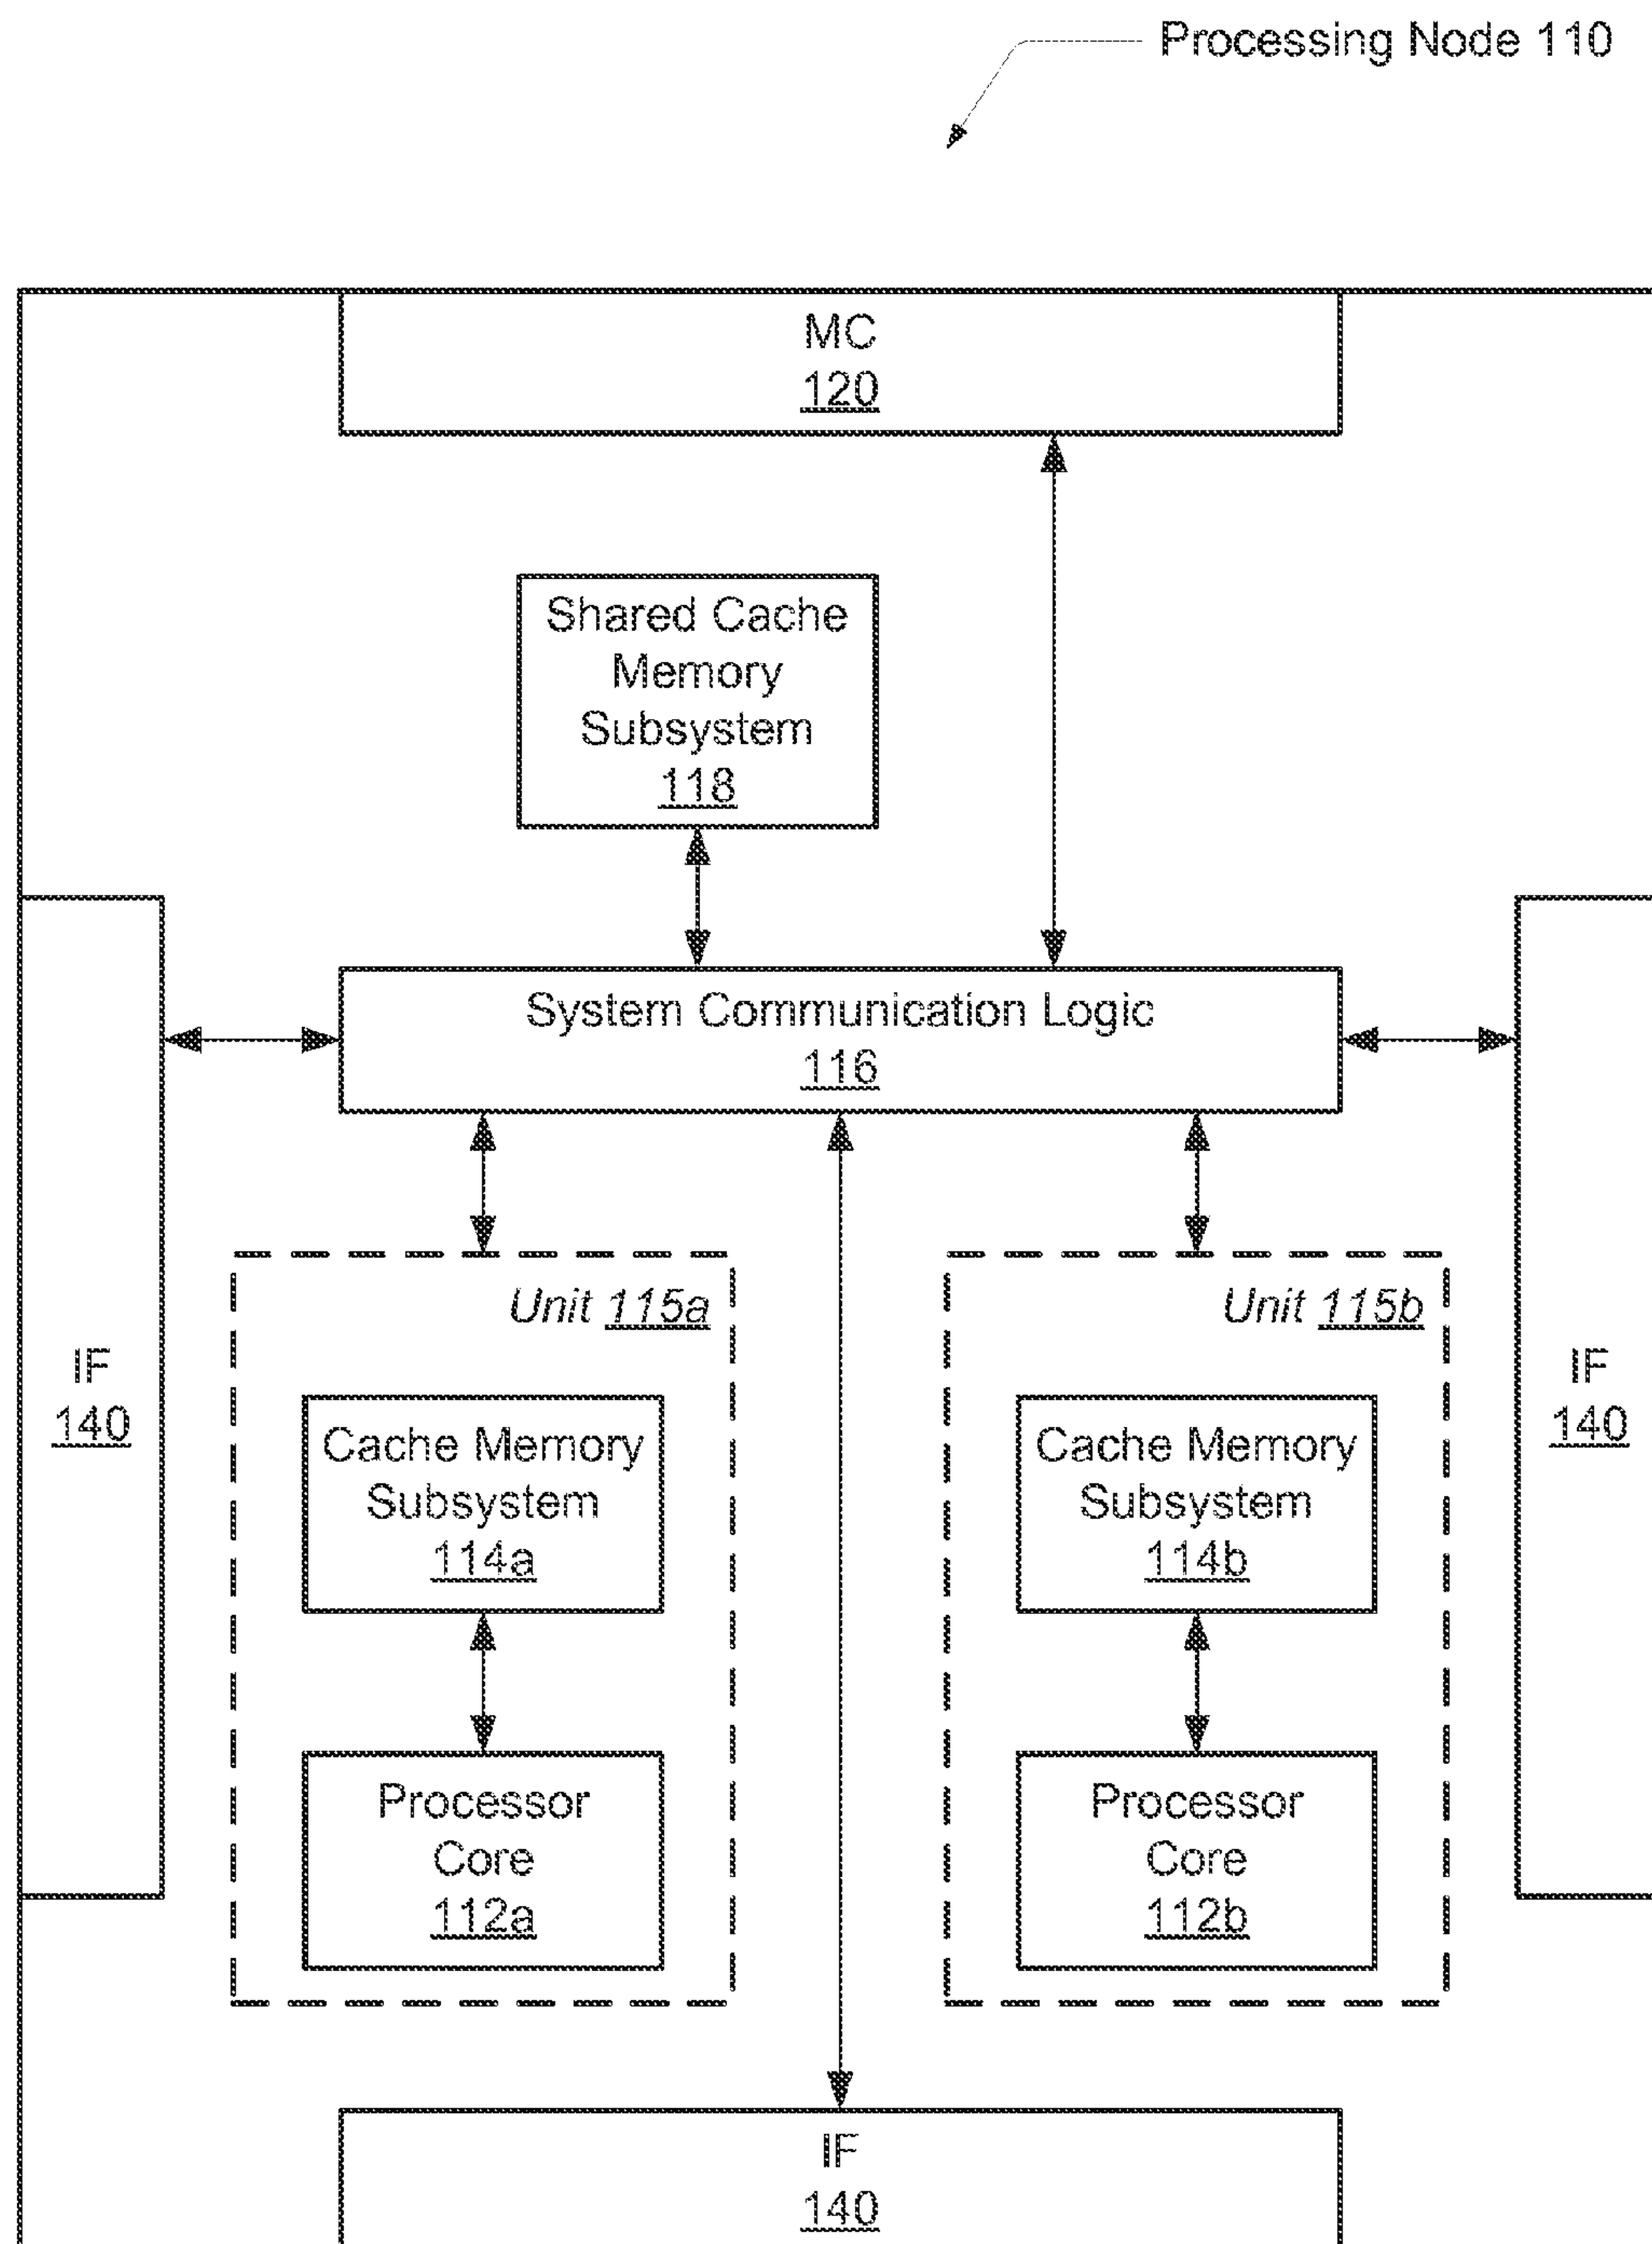 Processing Node 110
MC
120
Shared Cache
Memory
Subsystem
118
System Communication Logic
116
Unit 115a
Unit 115b
IF
140
IF
140
Cache Memory
Subsystem
114a
Cache Memory
Subsystem
114b
Processor
Core
112a
Processor
Core
112b
IF
140